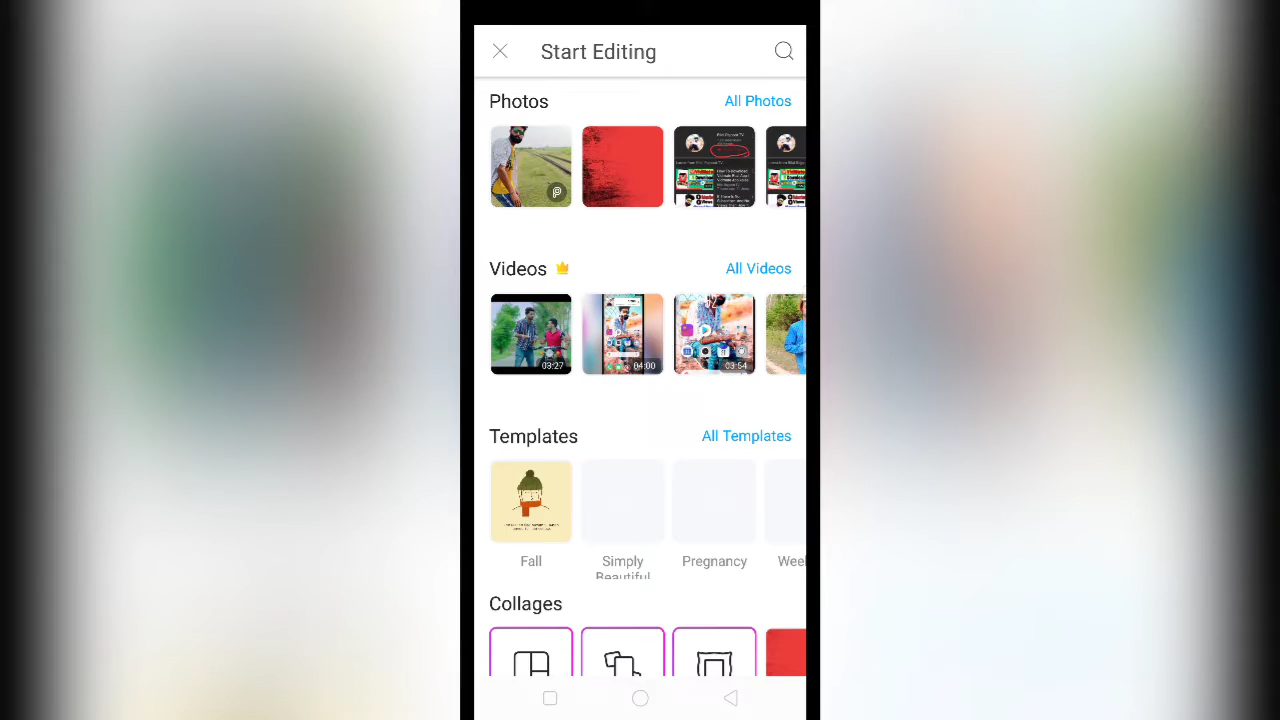 Start Editing
Photos
All Photos
Videos
All Videos
03:27
04:00
03:54
Templates
All Templates
Fall
Simply
Beautiful
Pregnancy
Collages